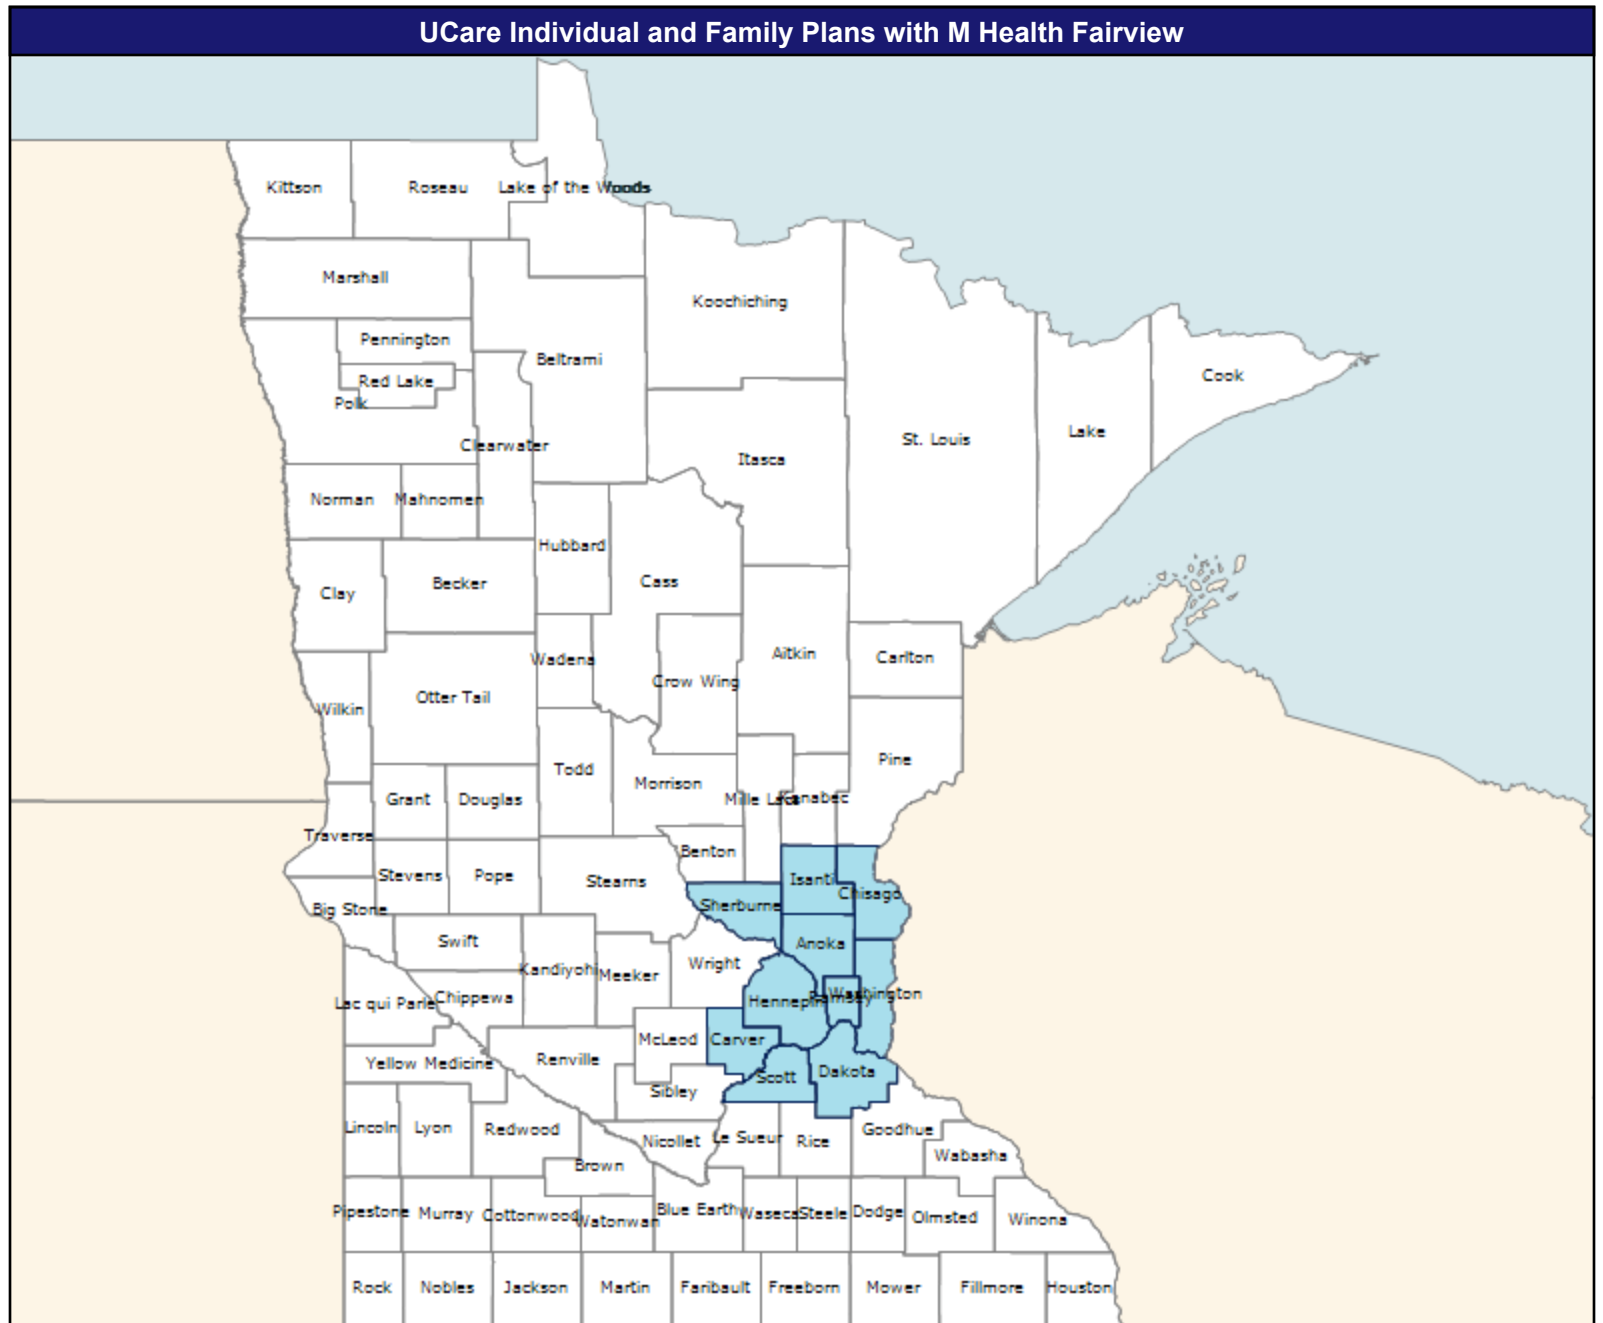 UCare Individual and Family Plans with M Health Fairview
Kittson
Roseau
Lake of the Woods
Marshall
Koochiching
Pennington
Beltrami
Red Lake
Cook
Polk
Lake
St. Louis
Clearwater
Itasca
Norman
Mahnomen
Hubbard
Cass
Becker
Clay
Aitkin
Carlton
Wadena
Crow Wing
Otter Tail
Wilkin
Pine
Todd
Morrison
Grant
Douglas
Mille Lacs
Kanabec
Traverse
Benton
Stevens
Pope
Stearns
Isanti
Chisago
Sherburne
Big Stone
Swift
Anoka
Wright
Kandiyohi
Meeker
Chippewa
Lac qui Parle
Hennepin
Ramsey
Washington
McLeod
Carver
Renville
Yellow Medicine
Dakota
Scott
Sibley
Lincoln
Lyon
Redwood
Goodhue
Nicollet
Le Sueur
Rice
Wabasha
Brown
Pipestone
Murray
Cottonwood
Watonwan
Blue Earth
Waseca
Steele
Dodge
Olmsted
Winona
Rock
Nobles
Jackson
Martin
Faribault
Freeborn
Mower
Fillmore
Houston